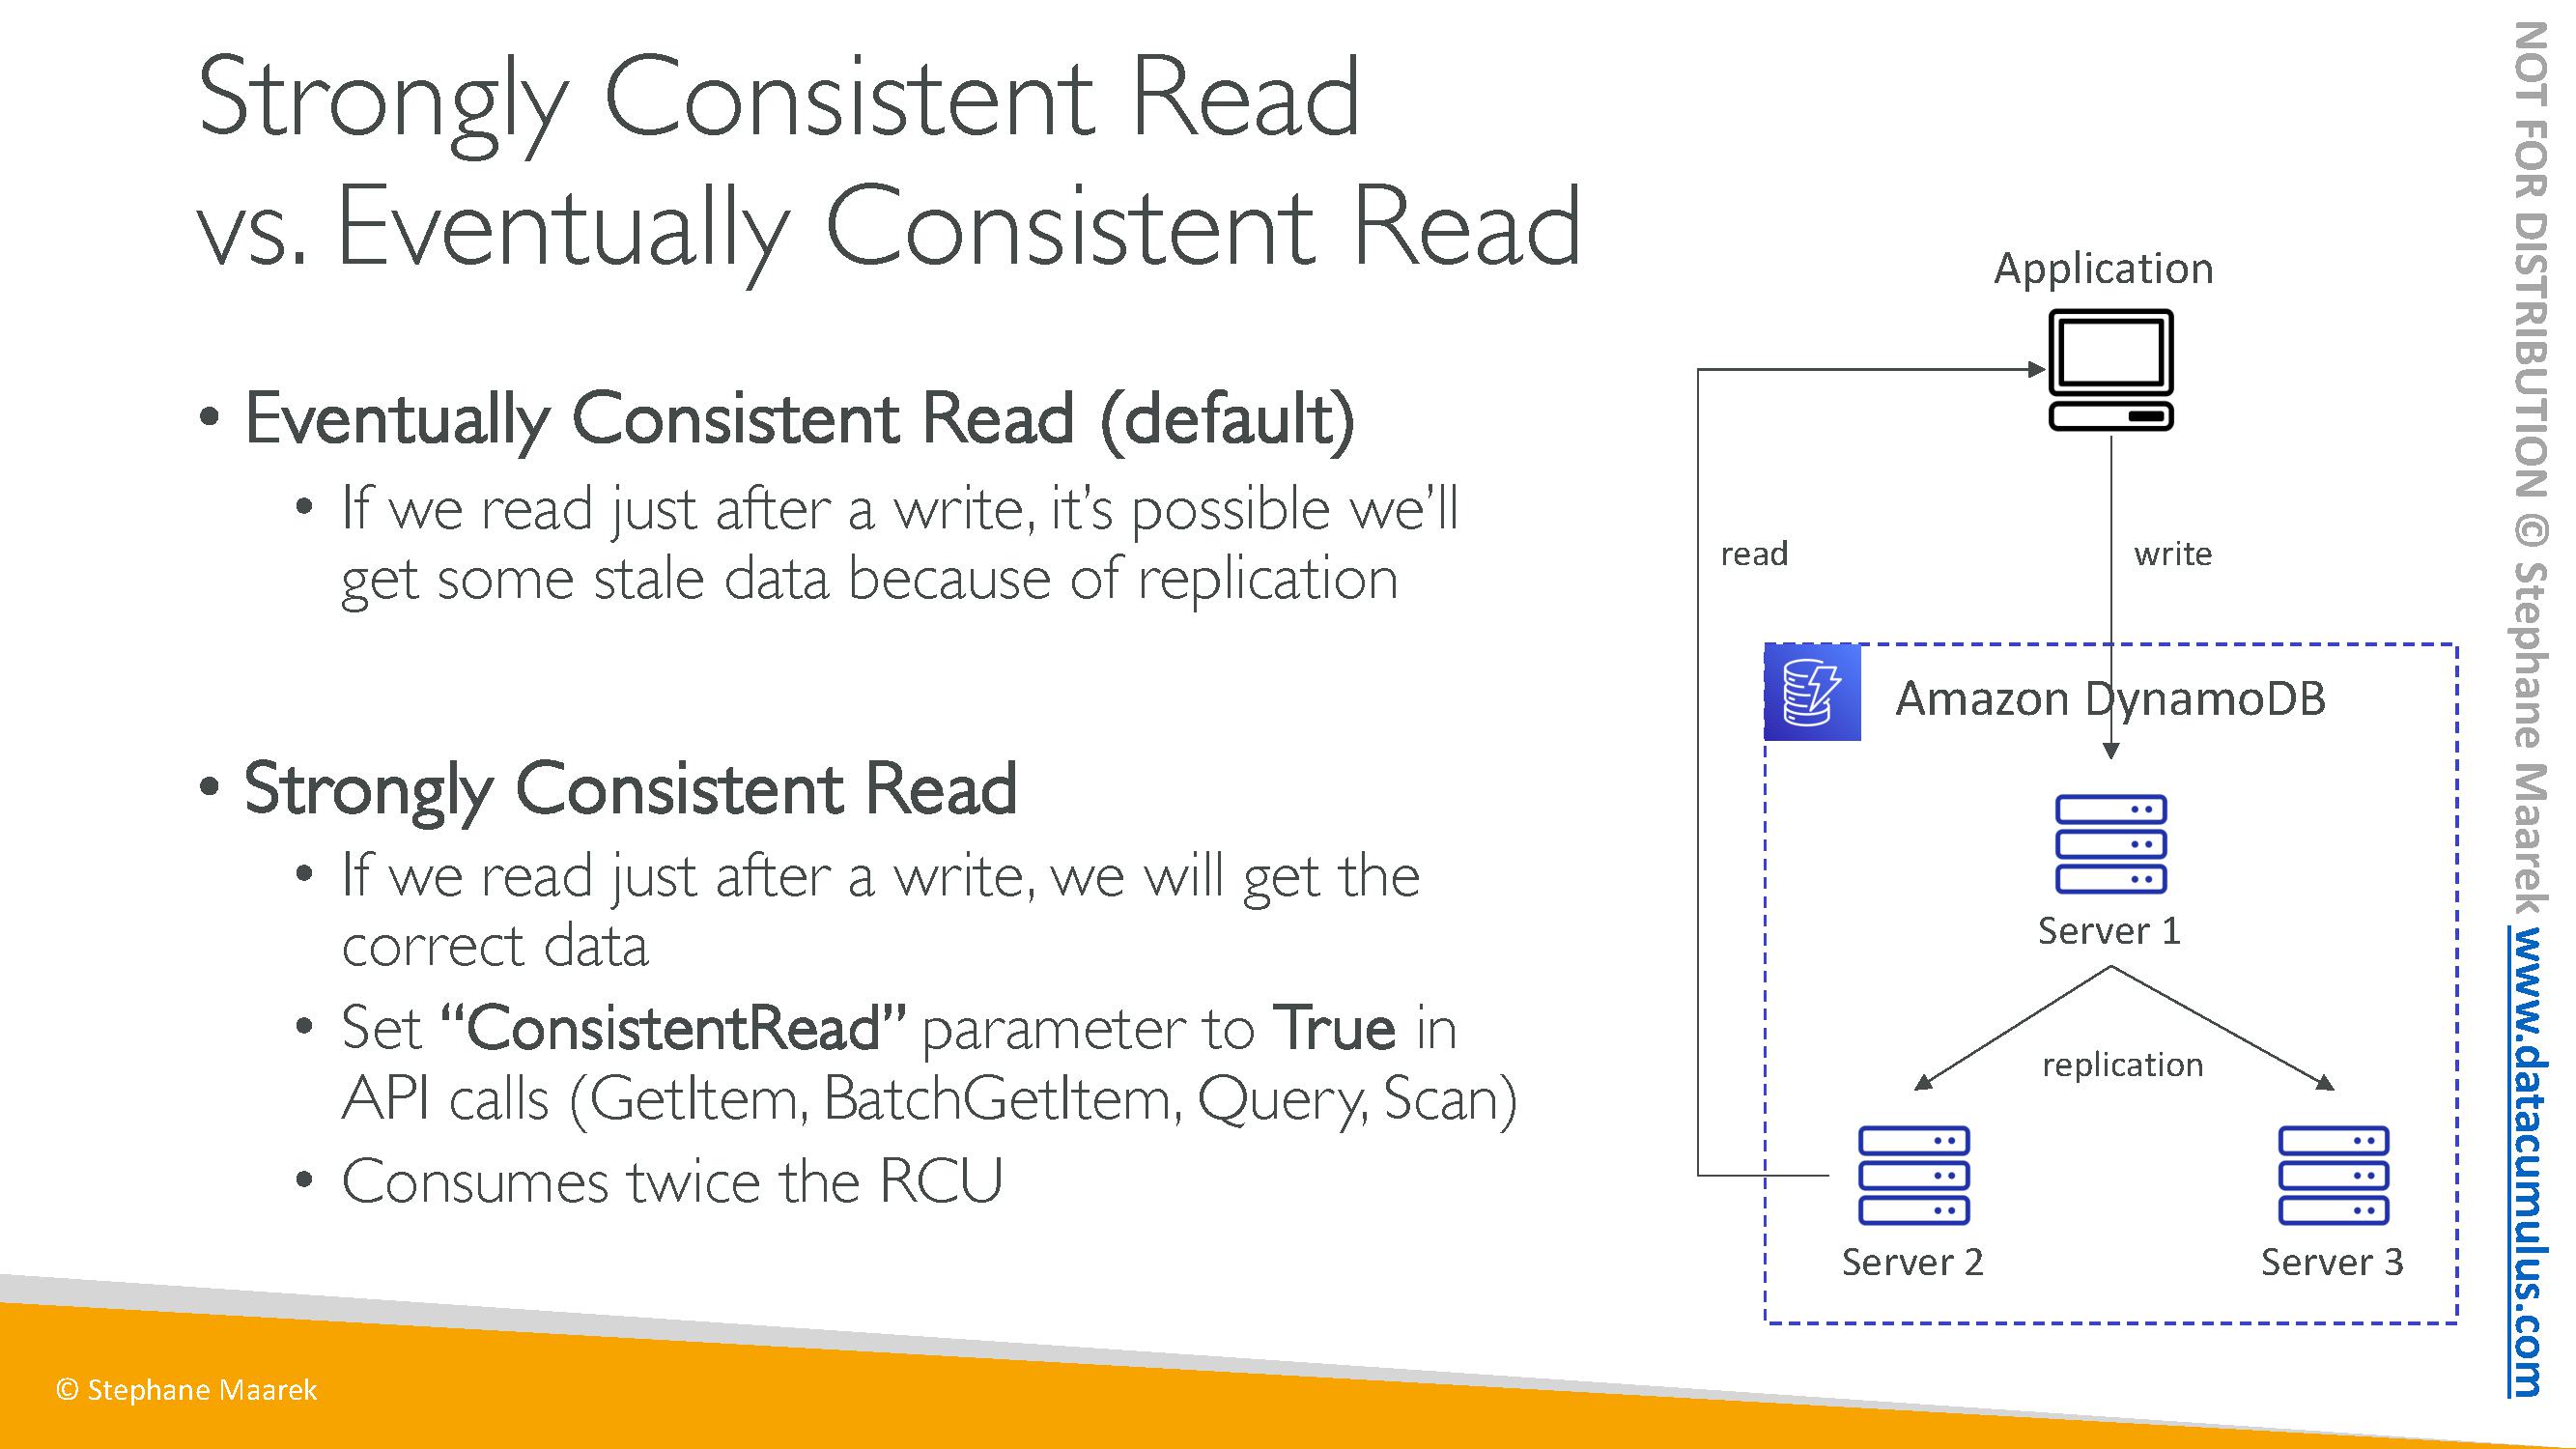 Strongly Consistent Read
vs. Eventually Consistent Read
• Eventually Consistent Read (default)
• If we read just after a write, it’s possible we’ll
get some stale data because of replication
• Strongly Consistent Read
• If we read just after a write, we will get the
correct data
• Set “ConsistentRead” parameter to True in
API calls (GetItem, BatchGetItem, Query, Scan)
• Consumes twice the RCU
Application
read
write
Amazon DynamoDB
Server 1
replication
Server 2
Server 3
© Stephane Maarek
NOT FOR DISTRIBUTION © Stephane Maarek www.datacumulus.com